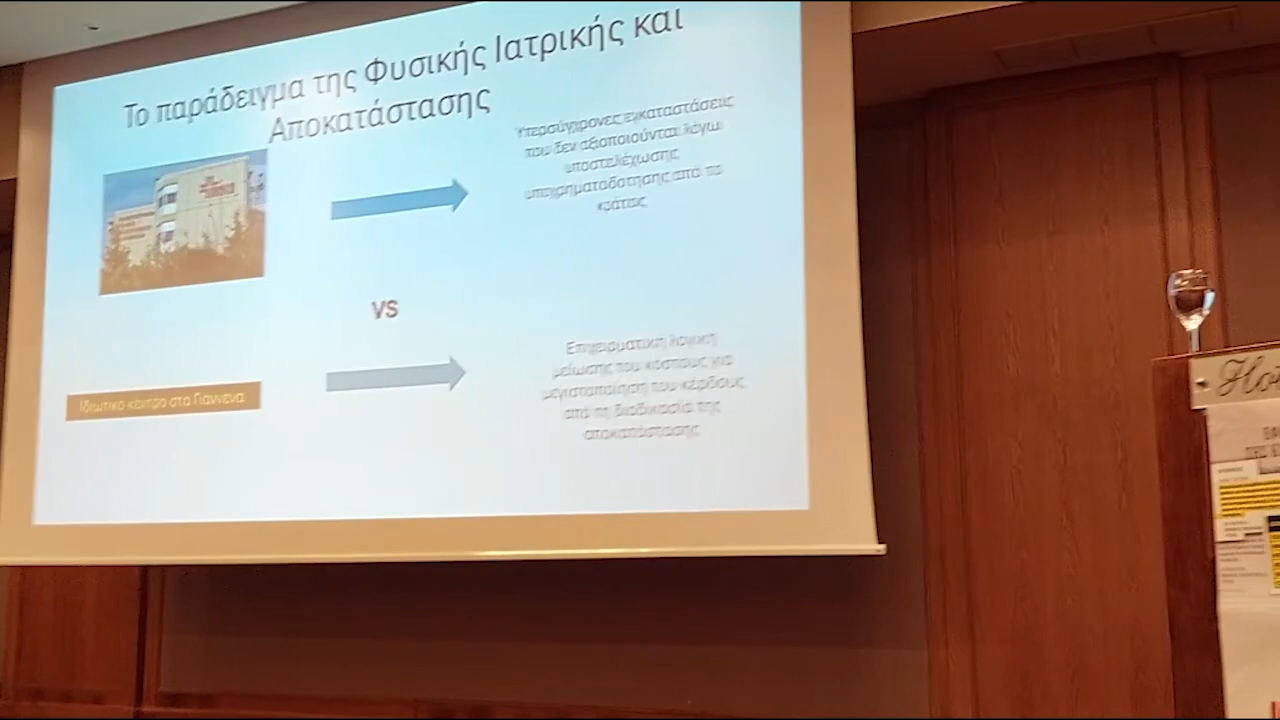 Το παράδειγμα της Φυσικής Ιατρικής και
Αποκατάστασης
Υπερσύγχρονες εγκαταστάσεις
που δεν αξιοποιούνται λόγω
υποστελέχωσης
υποχρηματοδότησης από το
κράτος
vs
Ιδιωτικό κέντρο στα Γιάννενα
Επιχειρηματική λογική
μείωσης του κόστους για
μεγιστοποίηση του κέρδους
από τη διαδικασία της
αποκατάστασης